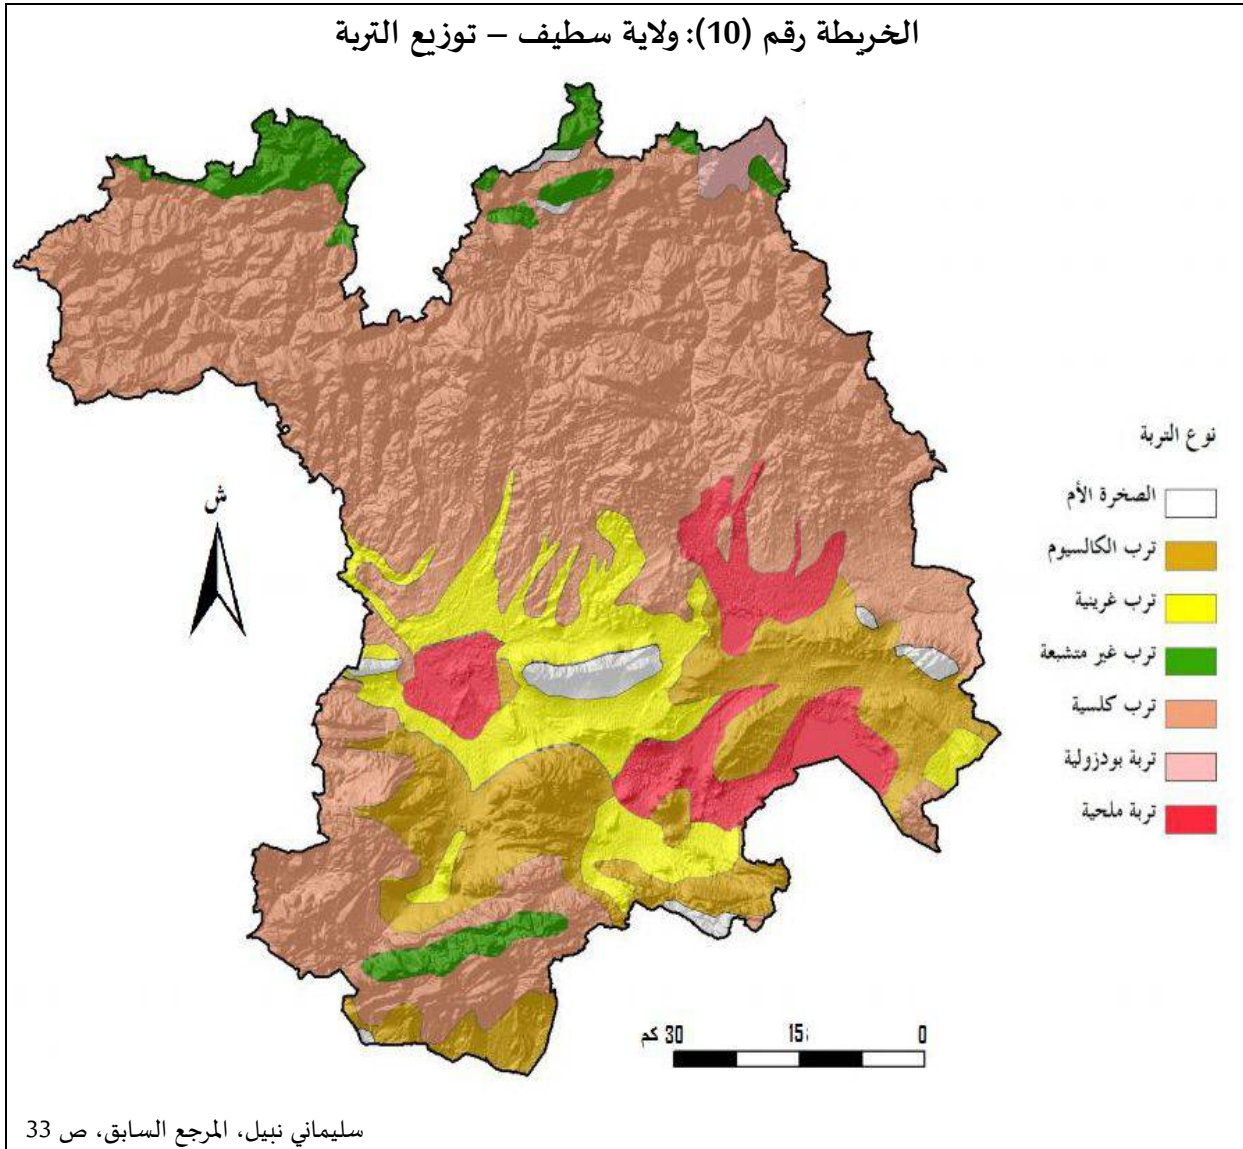 الخريطة رقم (10): ولاية سطيف – توزيع التربة
نوع التربة
الصخرة الأم
ترب الكالسيوم
ترب غرينية
ترب غير متشبعة
ترب كلسية
تربة بودزولية
تربة ملحية
ش
كم 30 15 0
سليماني نبيل، المرجع السابق، ص 33